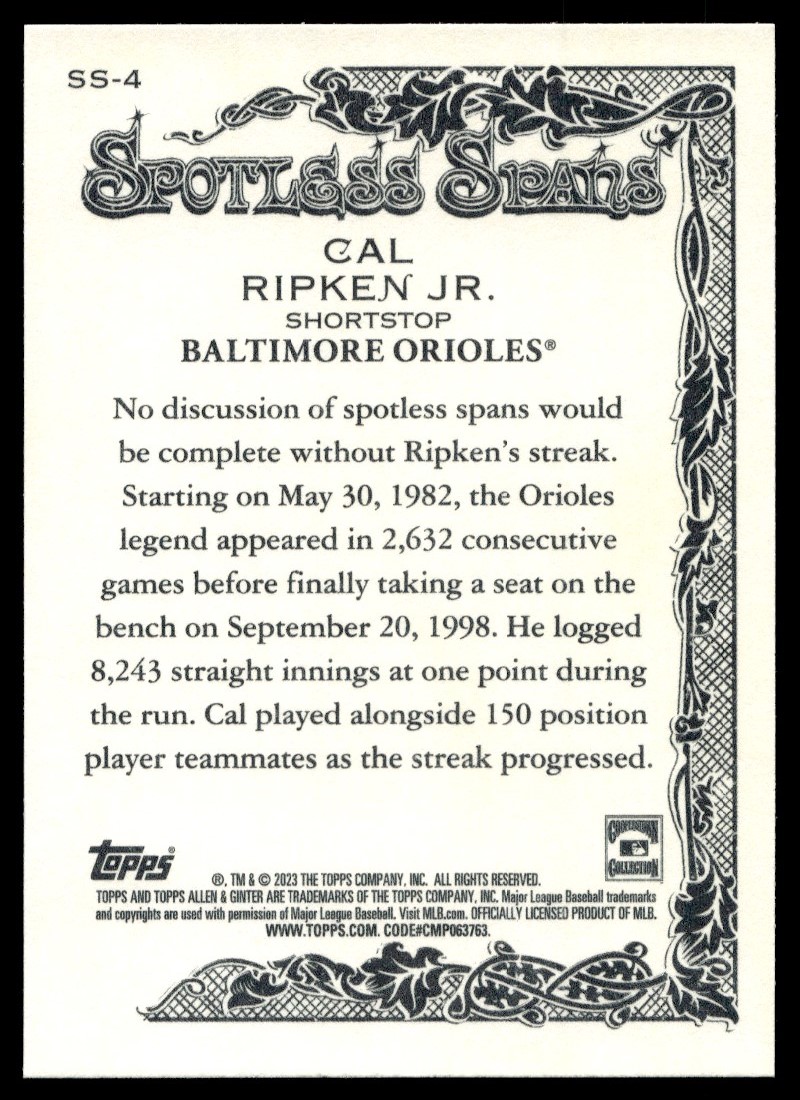 SS-4
SPOTLESS SPANS
CAL
RIPKEN JR.
SHORTSTOP
BALTIMORE ORIOLES®
No discussion of spotless spans would
be complete without Ripken's streak.
Starting on May 30, 1982, the Orioles
legend appeared in 2,632 consecutive
games before finally taking a seat on the
bench on September 20, 1998. He logged
8,243 straight innings at one point during
the run. Cal played alongside 150 position
player teammates as the streak progressed.
COOPERSTOWN
COLLECTION
topps®
®, TM & © 2023 THE TOPPS COMPANY, INC. ALL RIGHTS RESERVED.
TOPPS AND TOPPS ALLEN & GINTER ARE TRADEMARKS OF THE TOPPS COMPANY, INC. Major League Baseball trademarks
and copyrights are used with permission of Major League Baseball. Visit MLB.com. OFFICIALLY LICENSED PRODUCT OF MLB.
WWW.TOPPS.COM. CODE#CMP063763.